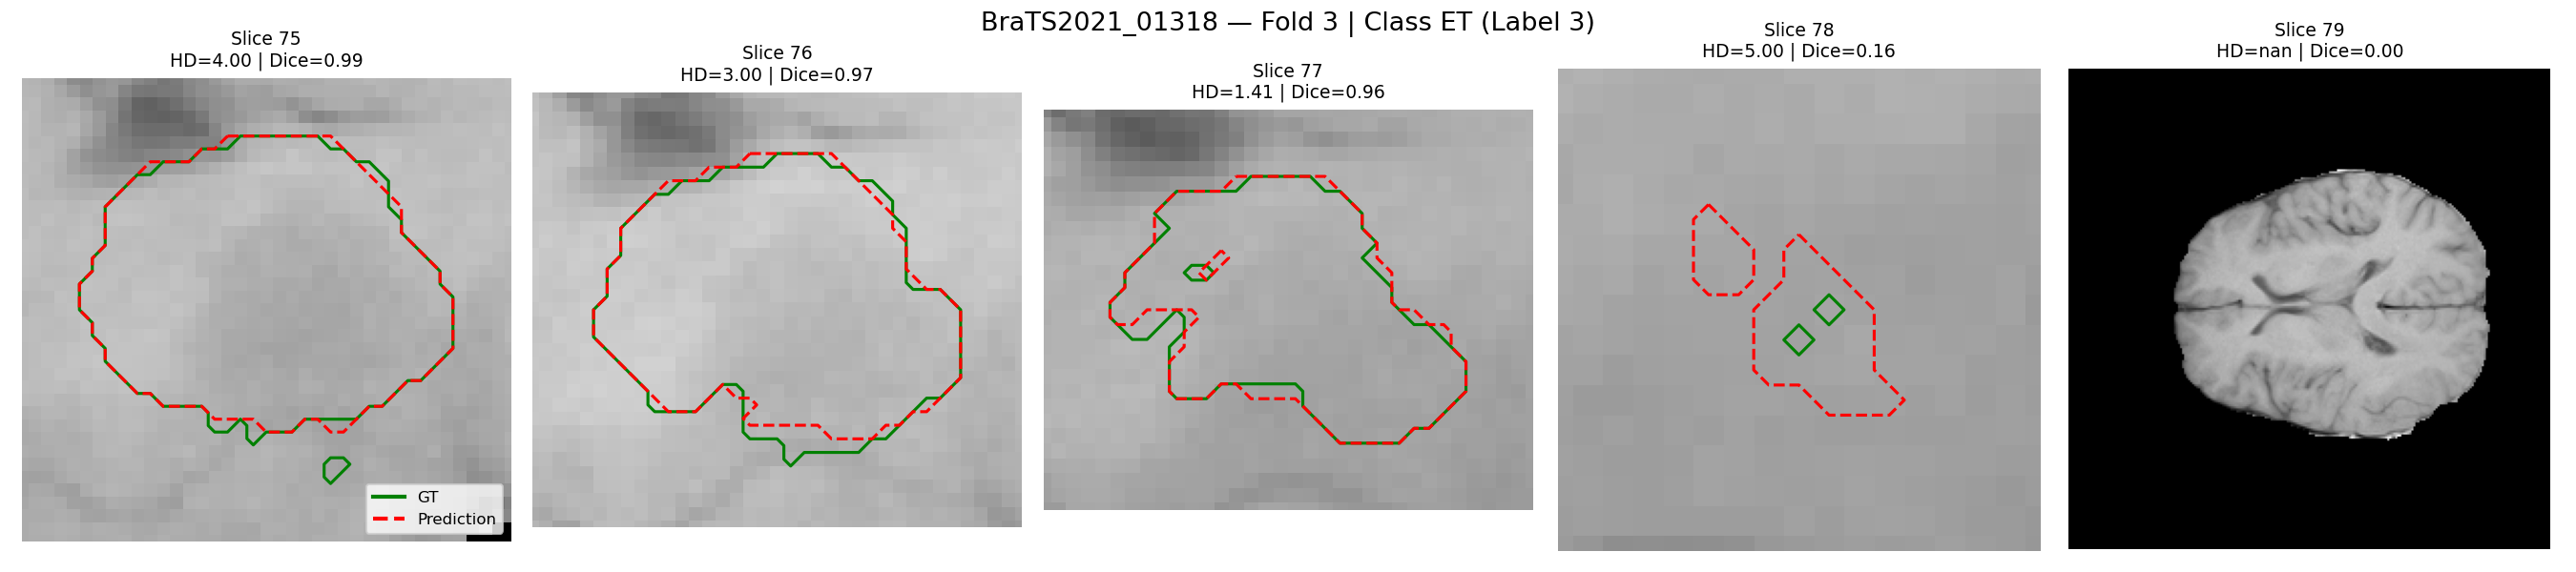 BraTS2021_01318 — Fold 3 | Class ET (Label 3)
Slice 75
HD=4.00 | Dice=0.99
Slice 76
HD=3.00 | Dice=0.97
Slice 77
HD=1.41 | Dice=0.96
Slice 78
HD=5.00 | Dice=0.16
Slice 79
HD=nan | Dice=0.00
GT
Prediction